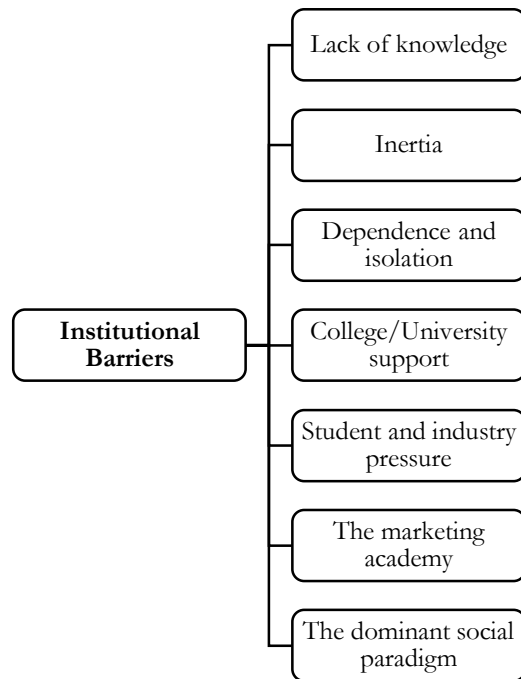 Lack of knowledge
Inertia
Dependence and
isolation
Institutional
Barriers
College/University
support
Student and industry
pressure
The marketing
academy
The dominant social
paradigm